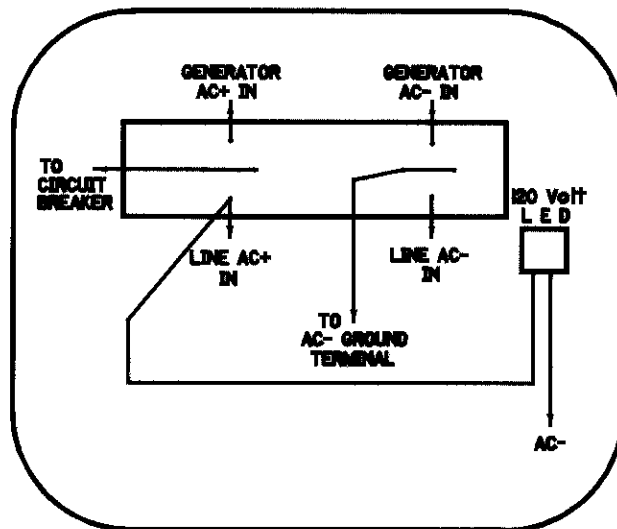 GENERATOR
AC+ IN
GENERATOR
AC- IN
TO
CIRCUIT
BREAKER
120 Volt
L E D
LINE AC+
IN
LINE AC-
IN
TO
AC- GROUND
TERMINAL
AC-